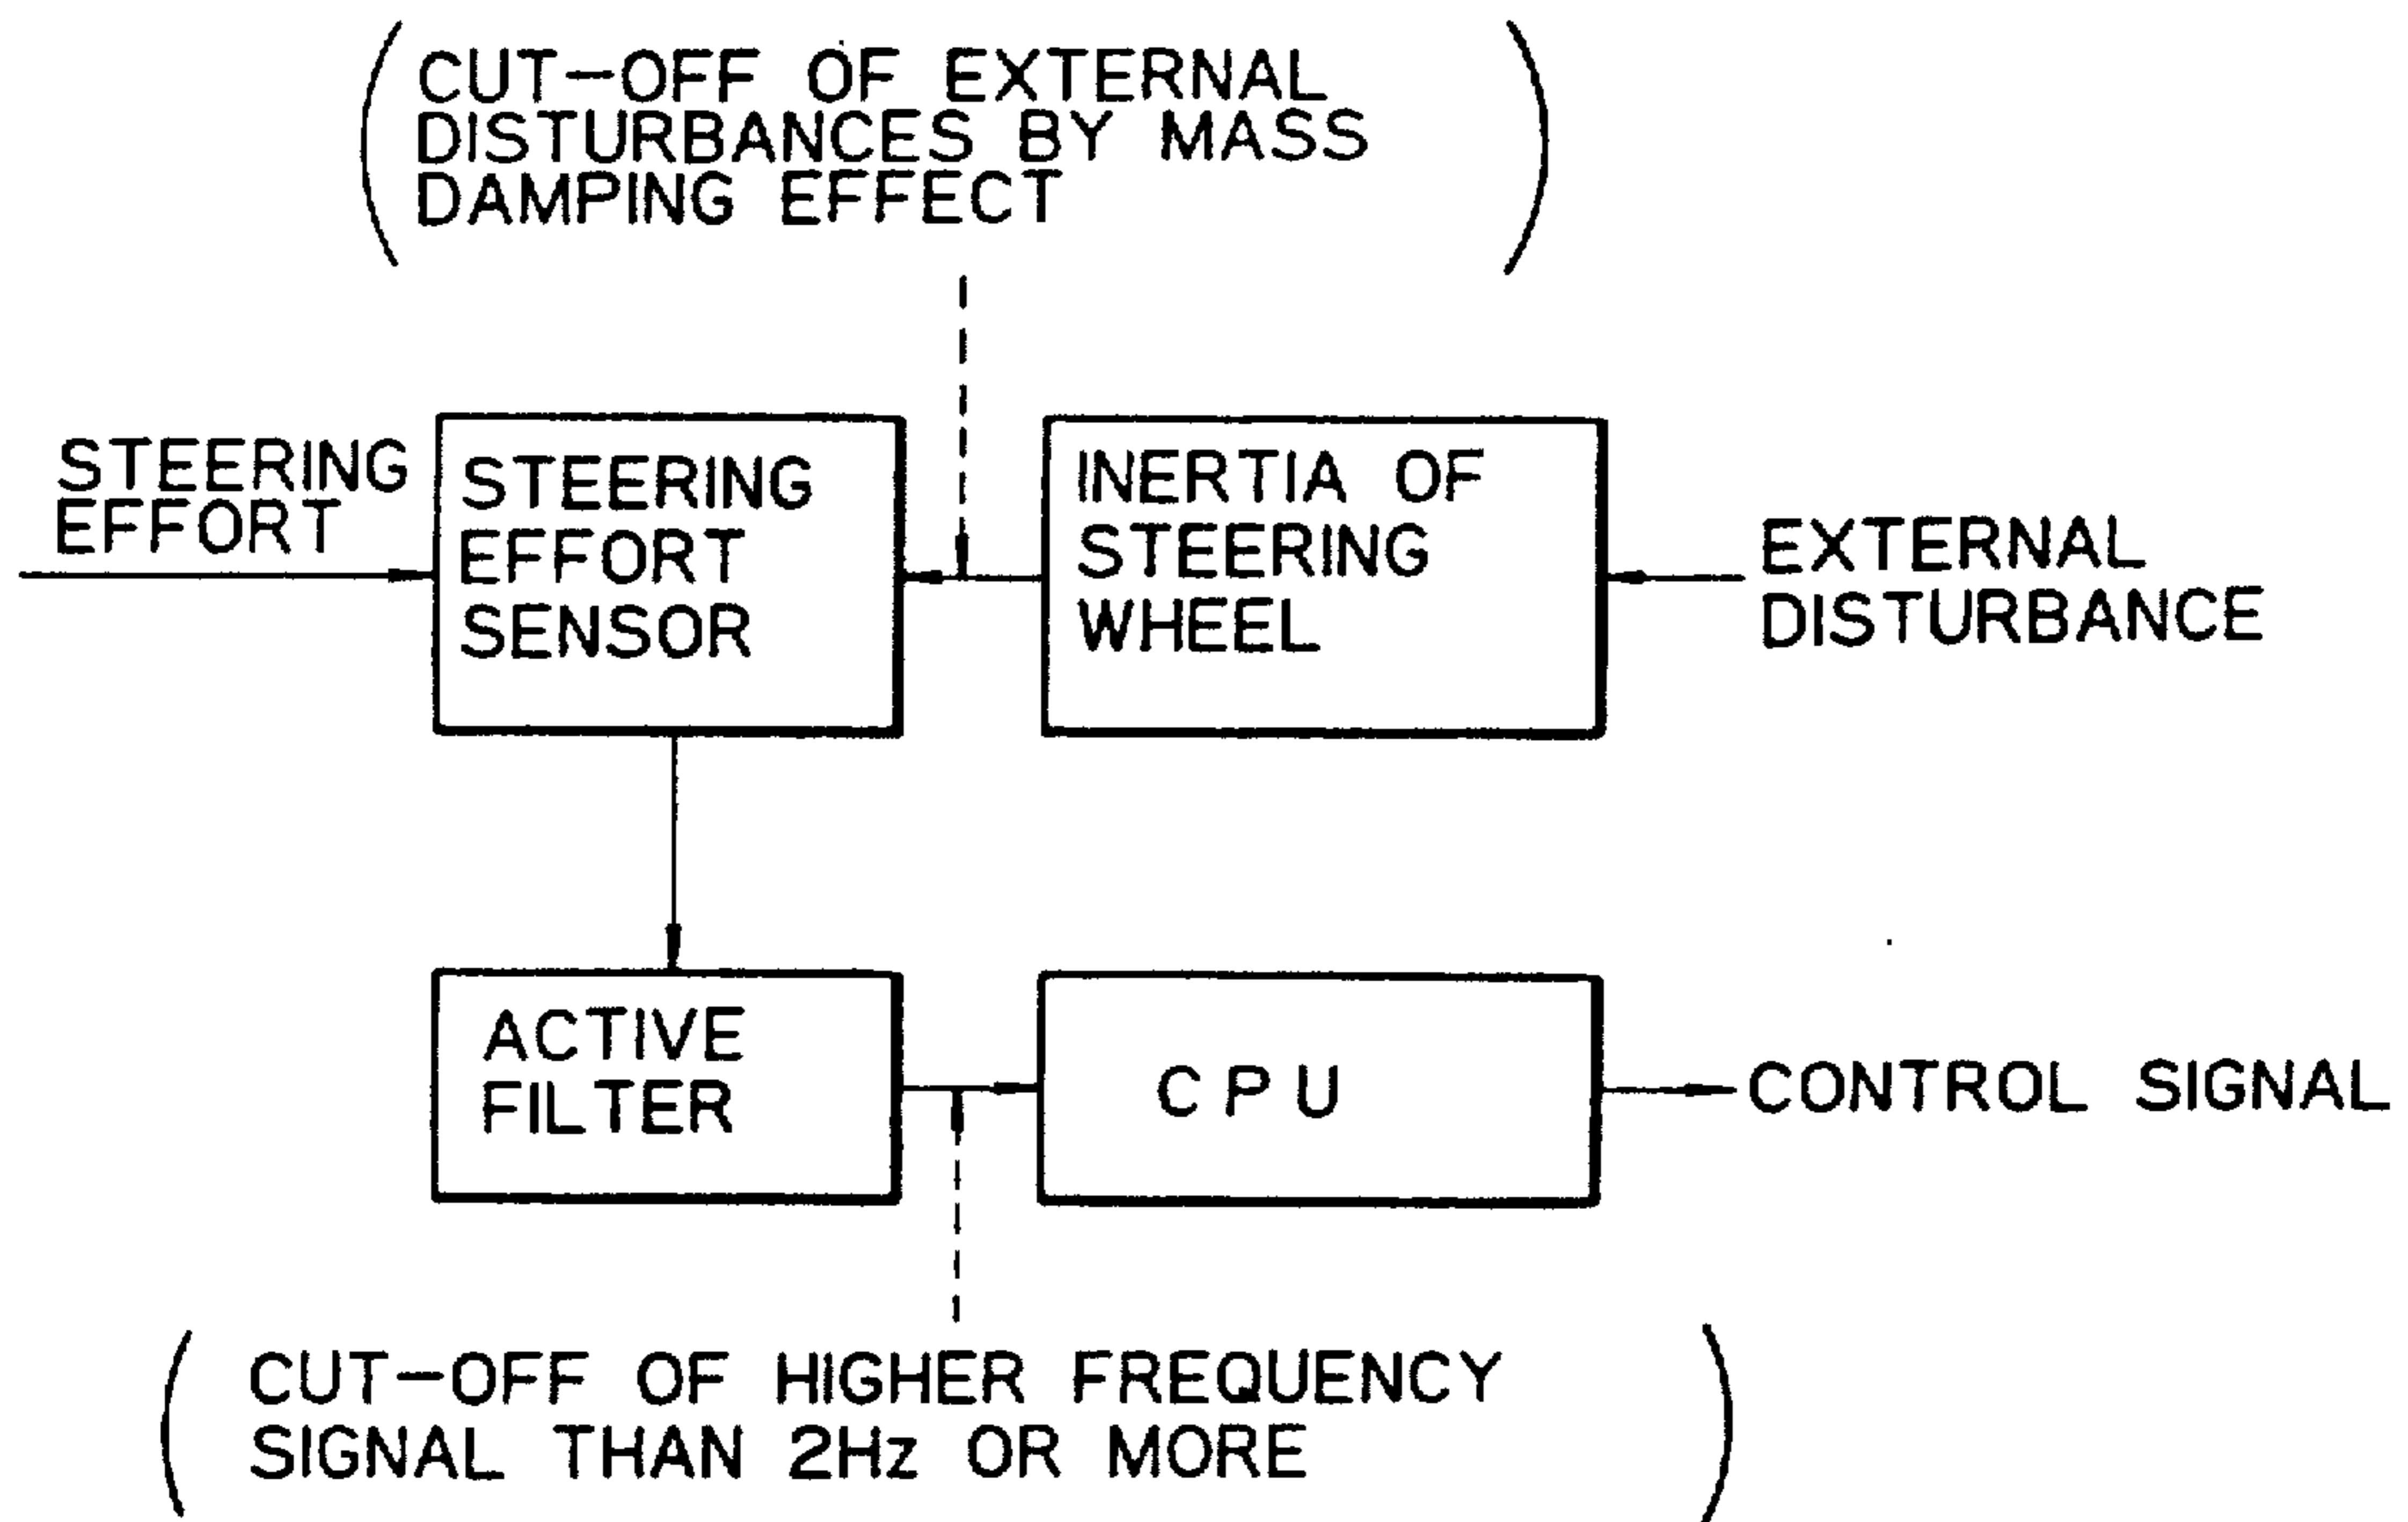 CUT-OFF OF EXTERNAL
DISTURBANCES BY MASS
DAMPING EFFECT
STEERING
EFFORT
STEERING
EFFORT
SENSOR
INERTIA OF
STEERING
WHEEL
EXTERNAL
DISTURBANCE
ACTIVE
FILTER
CPU
CONTROL SIGNAL
CUT-OFF OF HIGHER FREQUENCY
SIGNAL THAN 2Hz OR MORE